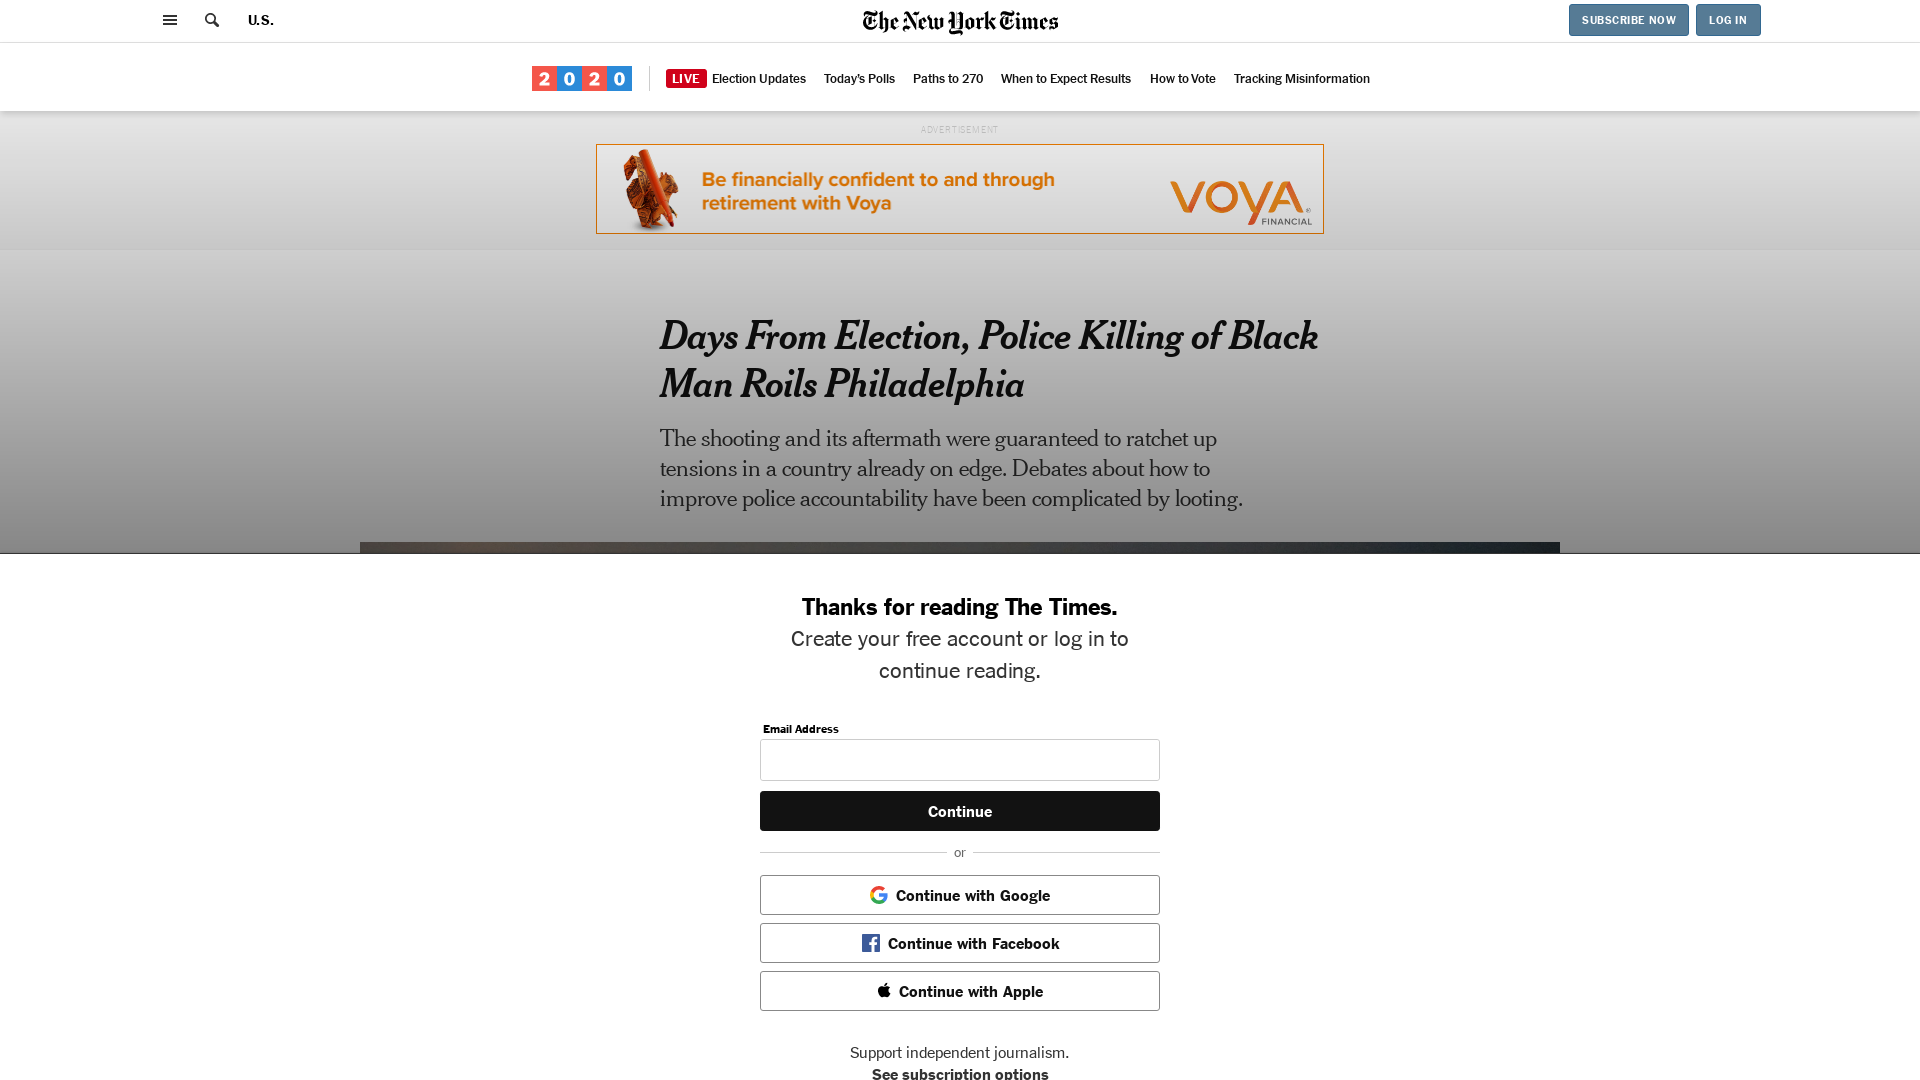 U.S.
The New York Times
SUBSCRIBE NOW
LOG IN
2020
LIVE Election Updates
Today's Polls
Paths to 270
When to Expect Results
How to Vote
Tracking Misinformation
ADVERTISEMENT
Be financially confident to and through
retirement with Voya
VOYA®
FINANCIAL
Days From Election, Police Killing of Black
Man Roils Philadelphia
The shooting and its aftermath were guaranteed to ratchet up
tensions in a country already on edge. Debates about how to
improve police accountability have been complicated by looting.
Thanks for reading The Times.
Create your free account or log in to
continue reading.
Email Address
Continue
or
Continue with Google
Continue with Facebook
Continue with Apple
Support independent journalism.
See subscription options